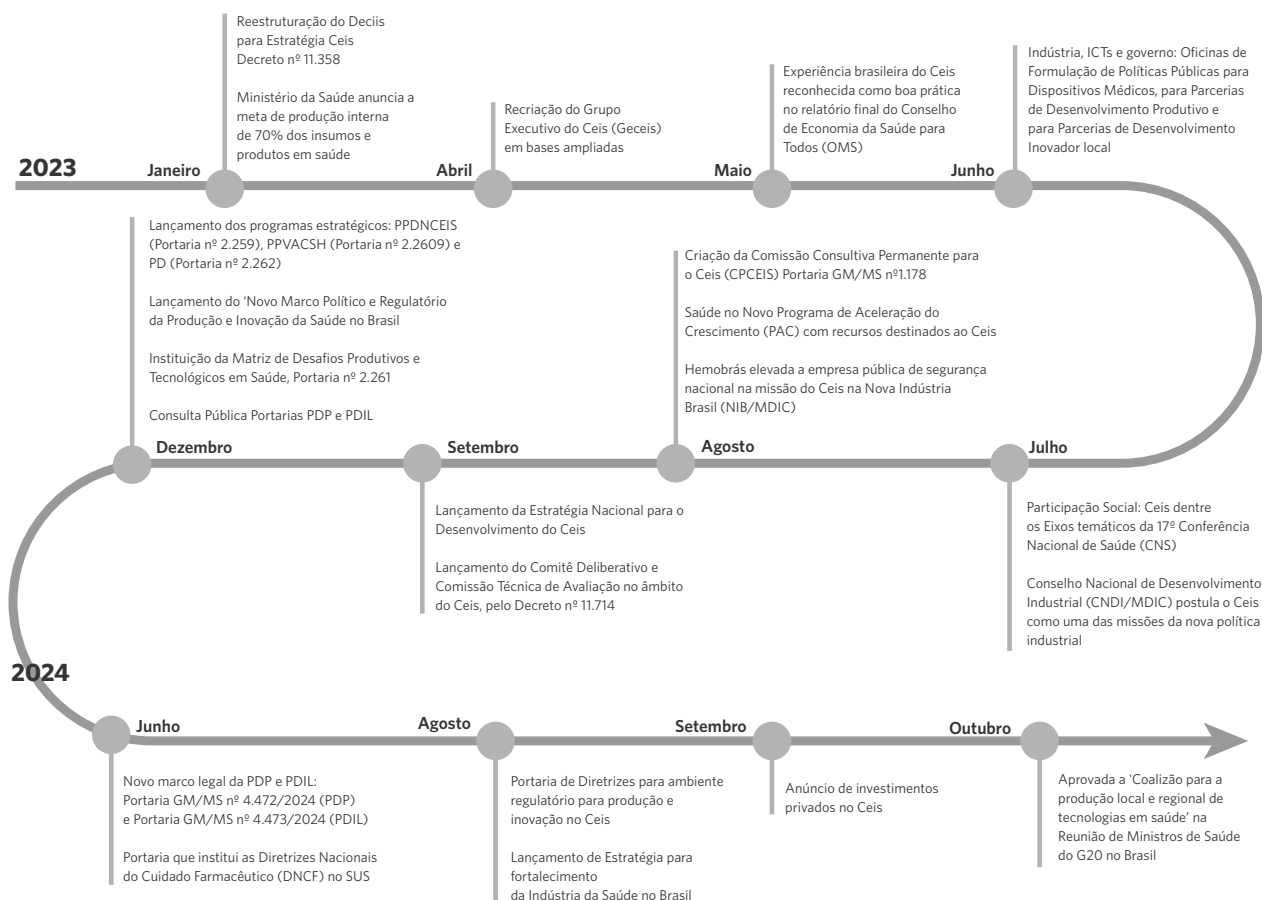 2023
Janeiro
Reestruturação do Deciis
para Estratégia Ceis
Decreto nº 11.358
Ministério da Saúde anuncia a
meta de produção interna
de 70% dos insumos e
produtos em saúde
Abril
Recriação do Grupo
Executivo do Ceis (Geceis)
em bases ampliadas
Maio
Experiência brasileira do Ceis
reconhecida como boa prática
no relatório final do Conselho
de Economia da Saúde para
Todos (OMS)
Junho
Indústria, ICTs e governo: Oficinas de
Formulação de Políticas Públicas para
Dispositivos Médicos, para Parcerias
de Desenvolvimento Produtivo e
para Parcerias de Desenvolvimento
Inovador local
Julho
Participação Social: Ceis dentre
os Eixos temáticos da 17º Conferência
Nacional de Saúde (CNS)
Conselho Nacional de Desenvolvimento
Industrial (CNDI/MDIC) postula o Ceis
como uma das missões da nova política
industrial
Agosto
Criação da Comissão Consultiva Permanente para
o Ceis (CPCEIS) Portaria GM/MS nº1.178
Saúde no Novo Programa de Aceleração do
Crescimento (PAC) com recursos destinados ao Ceis
Hemobrás elevada a empresa pública de segurança
nacional na missão do Ceis na Nova Indústria
Brasil (NIB/MDIC)
Setembro
Lançamento da Estratégia Nacional para o
Desenvolvimento do Ceis
Lançamento do Comitê Deliberativo e
Comissão Técnica de Avaliação no âmbito
do Ceis, pelo Decreto nº 11.714
Dezembro
Lançamento dos programas estratégicos: PPDNCEIS
(Portaria nº 2.259), PPVACSH (Portaria nº 2.2609) e
PD (Portaria nº 2.262)
Lançamento do ‘Novo Marco Político e Regulatório
da Produção e Inovação da Saúde no Brasil
Instituição da Matriz de Desafios Produtivos e
Tecnológicos em Saúde, Portaria nº 2.261
Consulta Pública Portarias PDP e PDIL
2024
Junho
Novo marco legal da PDP e PDIL:
Portaria GM/MS nº 4.472/2024 (PDP)
e Portaria GM/MS nº 4.473/2024 (PDIL)
Portaria que institui as Diretrizes Nacionais
do Cuidado Farmacêutico (DNCF) no SUS
Agosto
Portaria de Diretrizes para ambiente
regulatório para produção e
inovação no Ceis
Lançamento de Estratégia para
fortalecimento
da Indústria da Saúde no Brasil
Setembro
Anúncio de investimentos
privados no Ceis
Outubro
Aprovada a ‘Coalizão para a
produção local e regional de
tecnologias em saúde’ na
Reunião de Ministros de Saúde
do G20 no Brasil